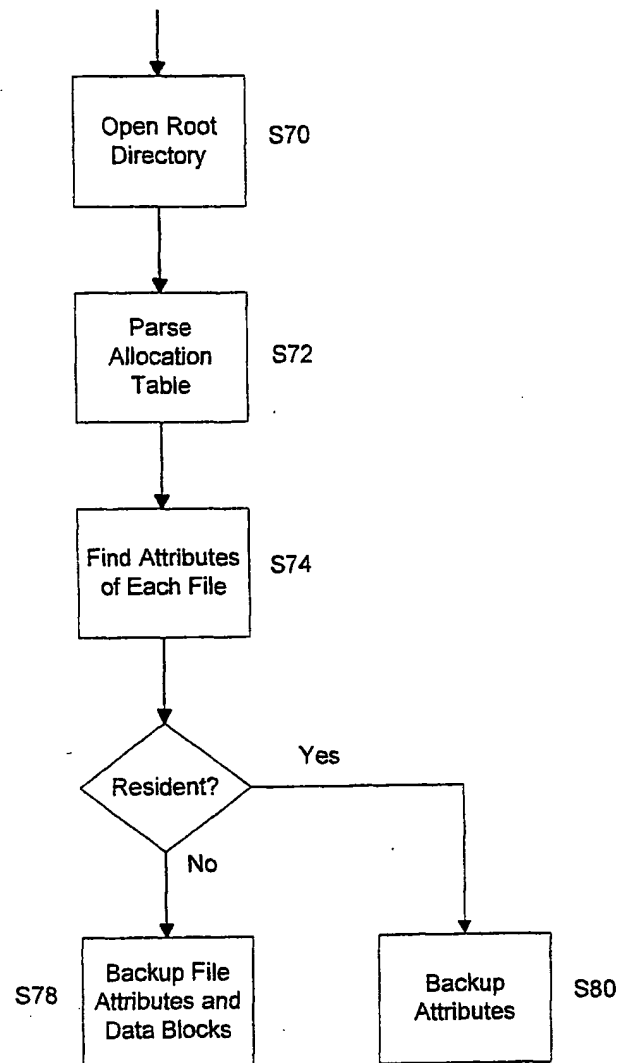 Open Root
Directory
S70
Parse
Allocation
Table
S72
Find Attributes
of Each File
S74
Resident?
Yes
No
S78
Backup File
Attributes and
Data Blocks
Backup
Attributes
S80